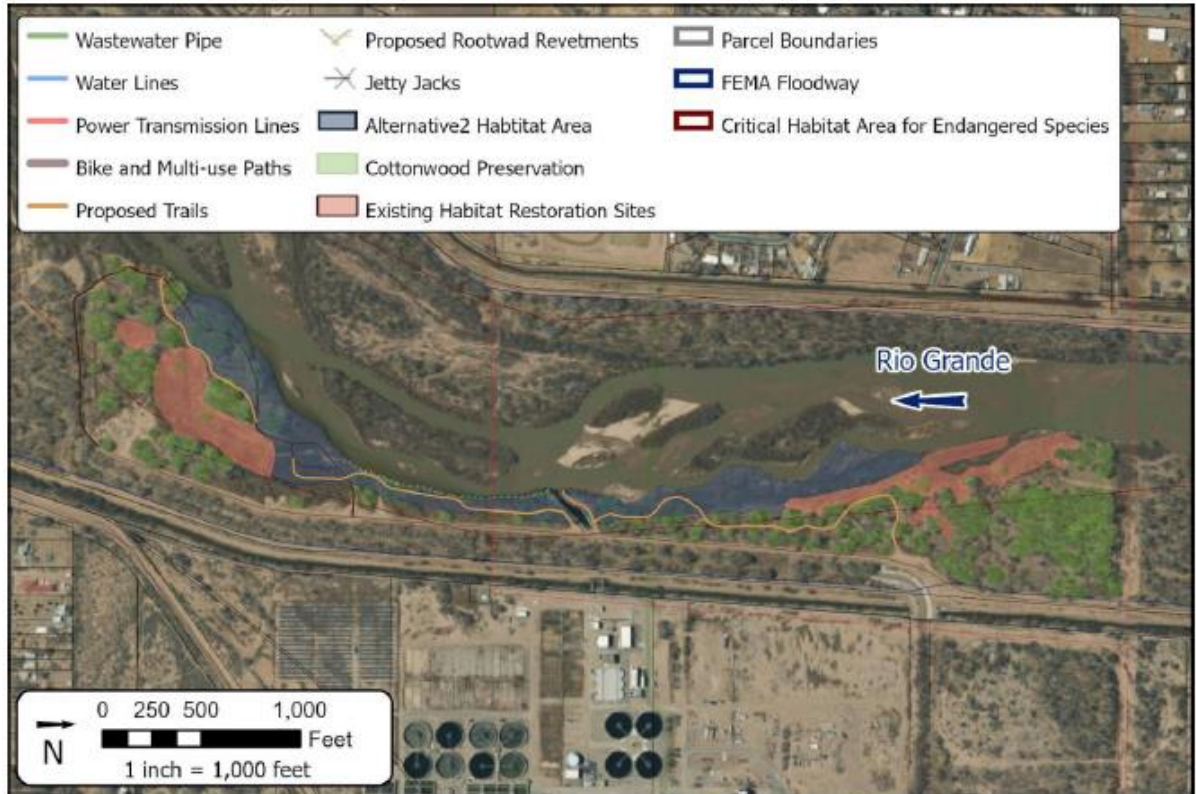 Wastewater Pipe
Water Lines
Power Transmission Lines
Bike and Multi-use Paths
Proposed Trails
Proposed Rootwad Revetments
Jetty Jacks
Alternative2 Habtitat Area
Cottonwood Preservation
Existing Habitat Restoration Sites
Parcel Boundaries
FEMA Floodway
Critical Habitat Area for Endangered Species
Rio Grande
N
0 250 500 1,000
Feet
1 inch = 1,000 feet